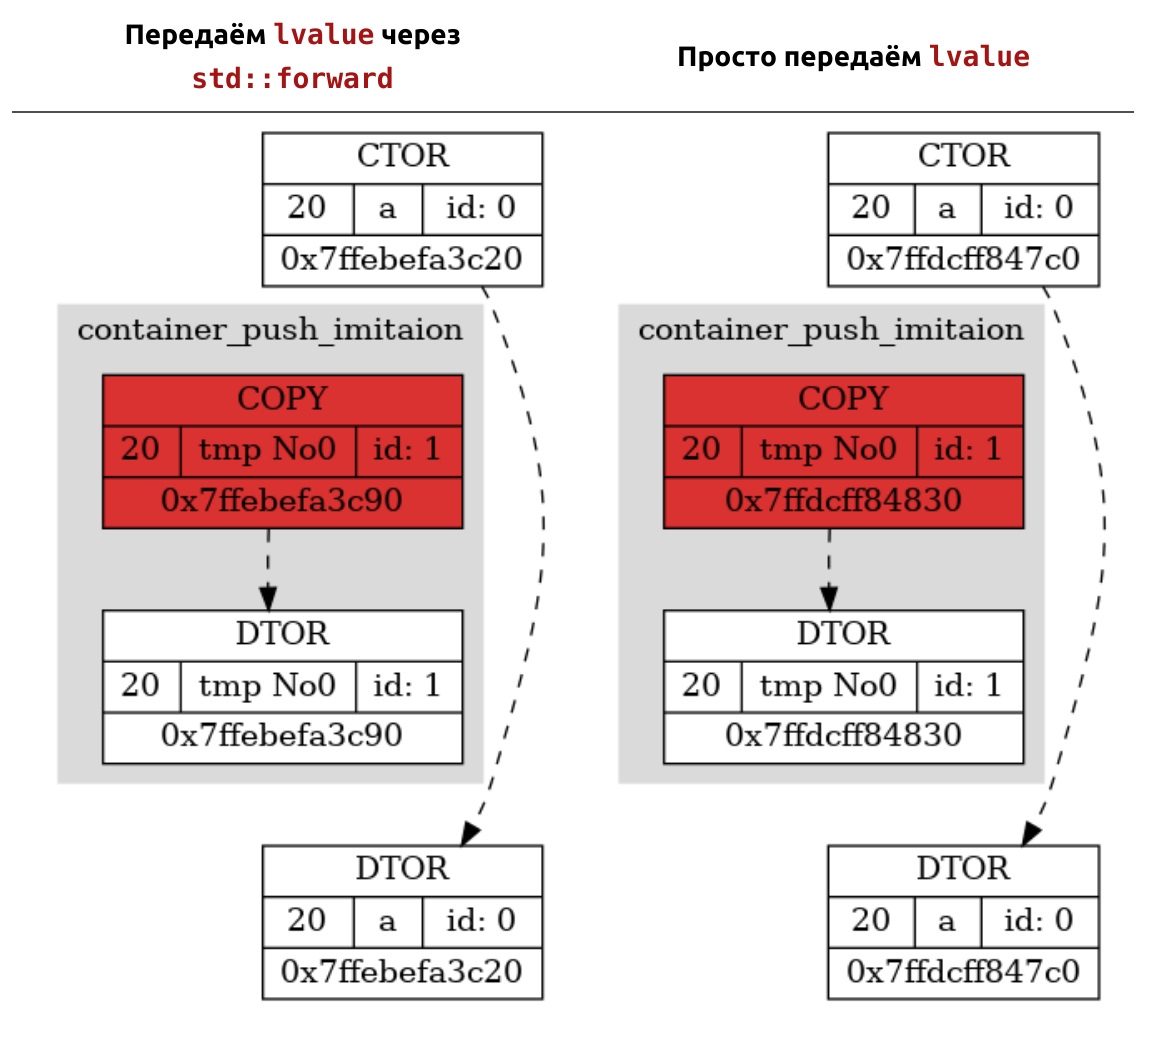 Передаём lvalue через
std::forward
Просто передаём lvalue
CTOR
20 a id: 0
0x7ffebefa3c20
container_push_imitaion
COPY
20 tmp No0 id: 1
0x7ffebefa3c90
DTOR
20 tmp No0 id: 1
0x7ffebefa3c90
DTOR
20 a id: 0
0x7ffebefa3c20
CTOR
20 a id: 0
0x7ffdcff847c0
container_push_imitaion
COPY
20 tmp No0 id: 1
0x7ffdcff84830
DTOR
20 tmp No0 id: 1
0x7ffdcff84830
DTOR
20 a id: 0
0x7ffdcff847c0